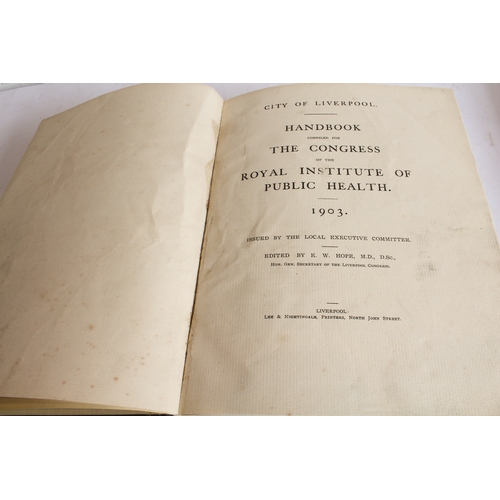 CITY OF LIVERPOOL.
HANDBOOK
COMPILED FOR
THE CONGRESS
OF THE
ROYAL INSTITUTE OF
PUBLIC HEALTH.
1903.
ISSUED BY THE LOCAL EXECUTIVE COMMITTEE.
EDITED BY E. W. HOPE, M.D., D.Sc.,
HON. GEN. SECRETARY OF THE LIVERPOOL CONGRESS.
LIVERPOOL:
LEE & NIGHTINGALE, PRINTERS, NORTH JOHN STREET.